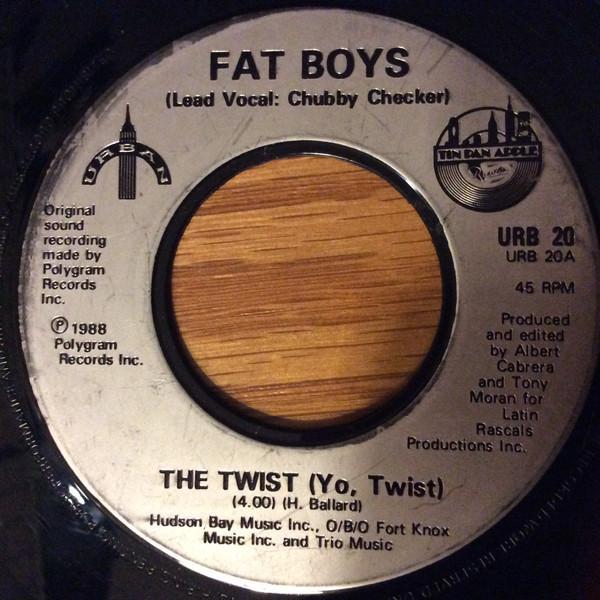 FAT BOYS
(Lead Vocal: Chubby Checker)
URBAN
TIN PAN APPLE
Original
sound
recording
made by
Polygram
Records
Inc.
Ⓟ 1988
Polygram
Records Inc.
URB 20
URB 20A
45 RPM
Produced
and edited
by Albert
Cabrera
and Tony
Moran for
Latin
Rascals
Productions Inc.
THE TWIST (Yo, Twist)
(4.00) (H. Ballard)
Hudson Bay Music Inc., O/B/O Fort Knox
Music Inc. and Trio Music